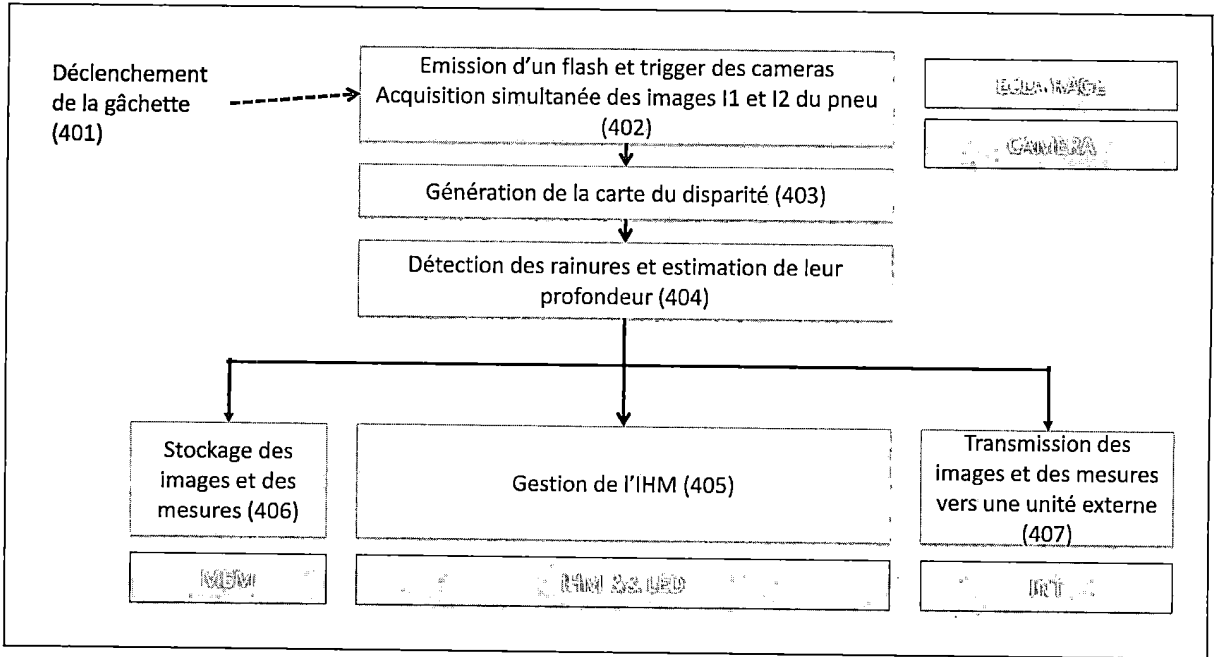 Déclenchement
de la gâchette
(401)
Emission d'un flash et trigger des cameras
Acquisition simultanée des images I1 et I2 du pneu
(402)
ECLAIRAGE
CAMERA
Génération de la carte du disparité (403)
Détection des rainures et estimation de leur
profondeur (404)
Stockage des
images et des
mesures (406)
Gestion de l'IHM (405)
Transmission des
images et des mesures
vers une unité externe
(407)
MEM
IHM && LED